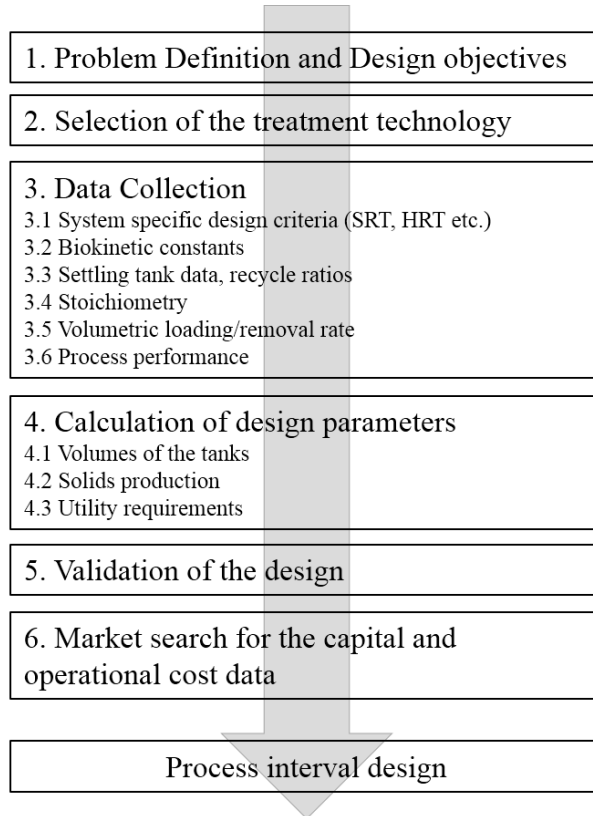 1. Problem Definition and Design objectives
2. Selection of the treatment technology
3. Data Collection
3.1 System specific design criteria (SRT, HRT etc.)
3.2 Biokinetic constants
3.3 Settling tank data, recycle ratios
3.4 Stoichiometry
3.5 Volumetric loading/removal rate
3.6 Process performance
4. Calculation of design parameters
4.1 Volumes of the tanks
4.2 Solids production
4.3 Utility requirements
5. Validation of the design
6. Market search for the capital and
operational cost data
Process interval design